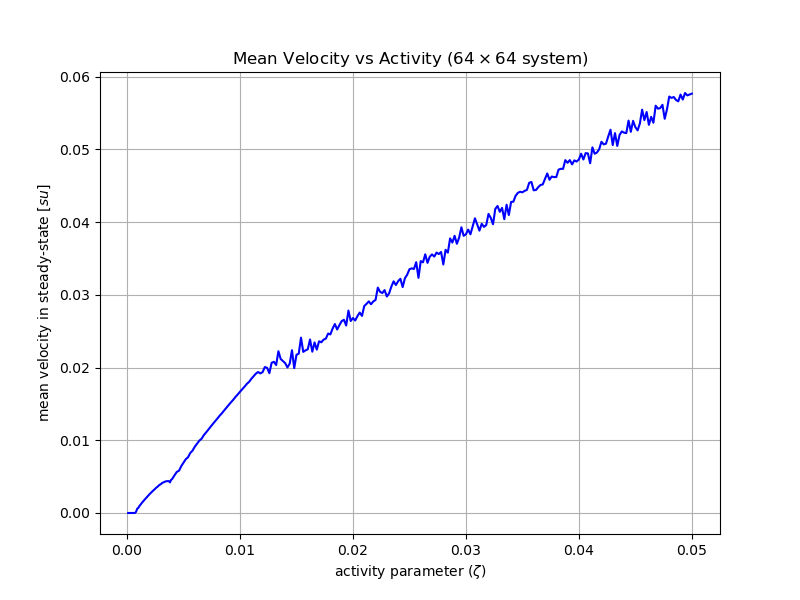 Mean Velocity vs Activity (64 × 64 system)
0.06
0.05
0.04
0.03
0.02
0.01
0.00
mean velocity in steady-state [su]
0.00 0.01 0.02 0.03 0.04 0.05
activity parameter (ζ)